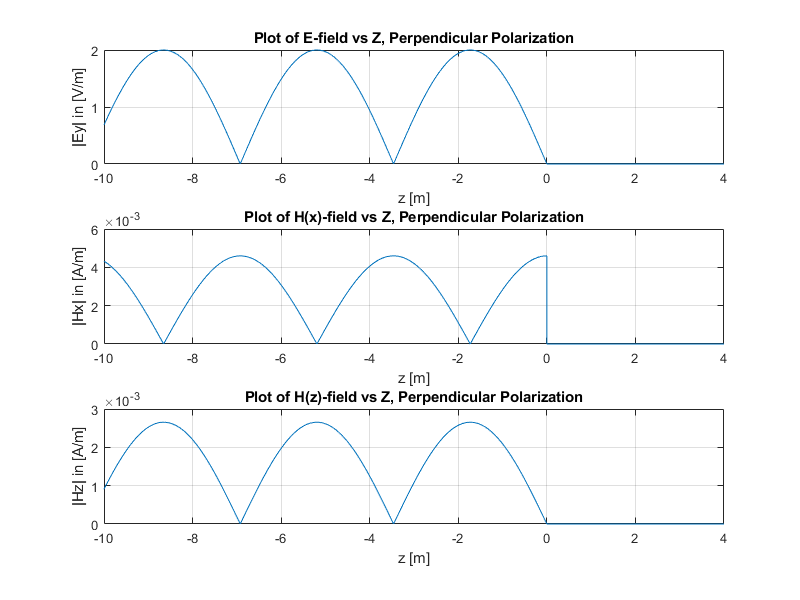 Plot of E-field vs Z, Perpendicular Polarization
|Ey| in [V/m]
2
1
0
-10 -8 -6 -4 -2 0 2 4
z [m]
Plot of H(x)-field vs Z, Perpendicular Polarization
×10-3
|Hx| in [A/m]
6
4
2
0
-10 -8 -6 -4 -2 0 2 4
z [m]
Plot of H(z)-field vs Z, Perpendicular Polarization
×10-3
|Hz| in [A/m]
3
2
1
0
-10 -8 -6 -4 -2 0 2 4
z [m]